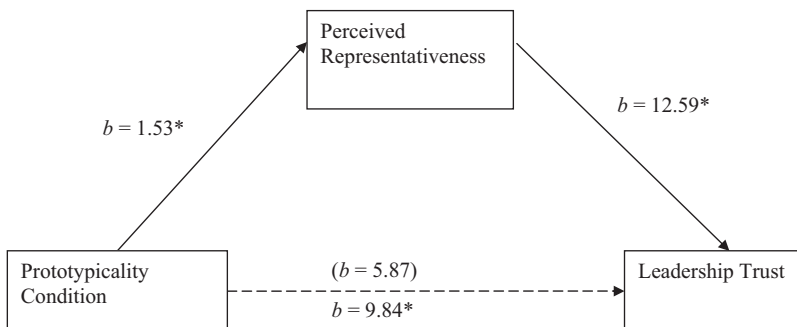 Perceived
Representativeness
b = 1.53*
b = 12.59*
Prototypicality
Condition
(b = 5.87)
b = 9.84*
Leadership Trust